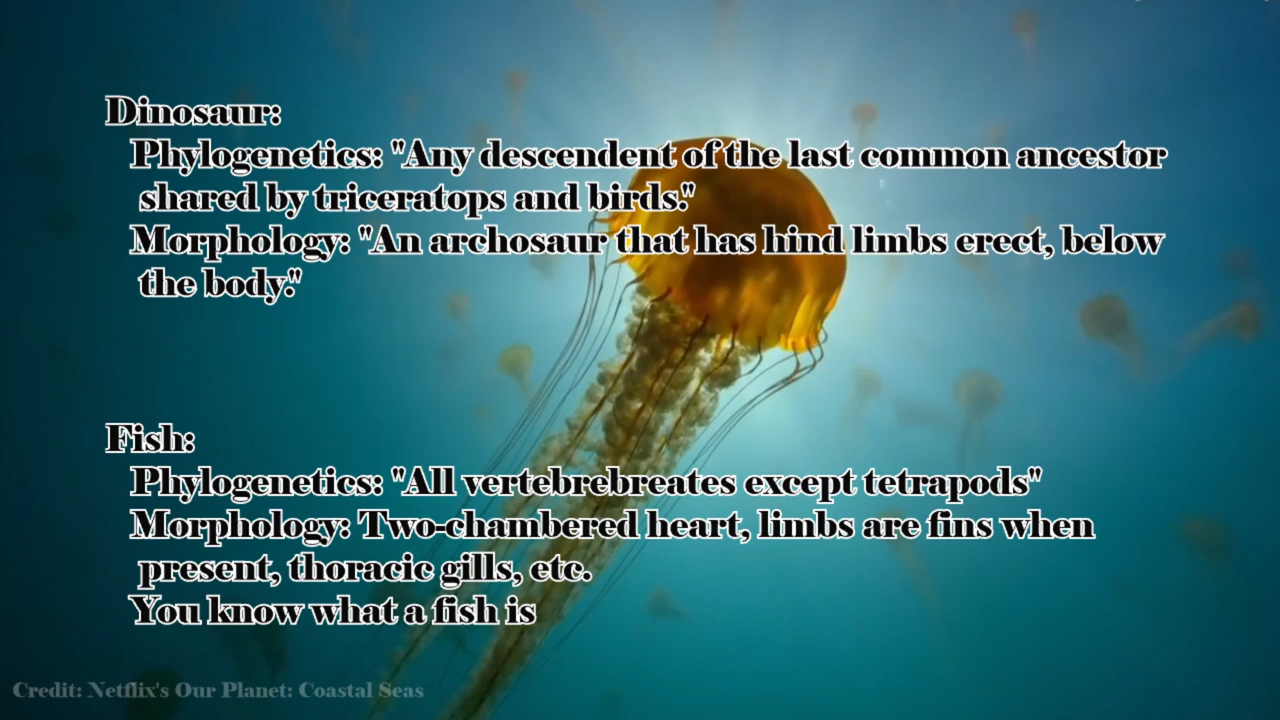 Dinosaur:
Phylogenetics: "Any descendent of the last common ancestor
shared by triceratops and birds."
Morphology: "An archosaur that has hind limbs erect, below
the body."
Fish:
Phylogenetics: "All vertebrebreates except tetrapods"
Morphology: Two-chambered heart, limbs are fins when
present, thoracic gills, etc.
You know what a fish is
Credit: Netflix's Our Planet: Coastal Seas